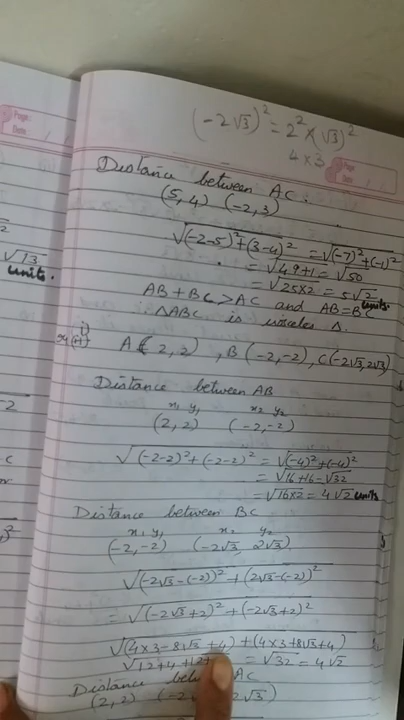 (-2√3)² = 2² × (√3)²
4 × 3
Page:
Date:
Page:
Date:
Distance between AC.
(5, 4) (-2, 3)
√(-2-5)² + (3-4)² = √(-7)² + (-1)²
√13
units.
= √49+1 = √50
= √25×2 = 5√2 units.
AB + BC > AC and AB = BC
∴ ΔABC is isosceles Δ.
A (2, 2), B (-2, -2), C (-2√3, 2√3)
Distance between AB
x₁ y₁ x₂ y₂
(2, 2) (-2, -2)
√(-2-2)² + (-2-2)² = √(-4)² + (-4)²
= √16+16 = √32
= √16×2 = 4√2 units
Distance between BC
x₁ y₁ x₂ y₂
(-2, -2) (-2√3, 2√3)
√(-2√3-(-2))² + (2√3-(-2))²
= √(-2√3+2)² + (-2√3+2)²
√(4×3-8√3+4) + (4×3+8√3+4)
√12+4+12+ = √32 = 4√2
Distance AC
(2, 2) 2√3)